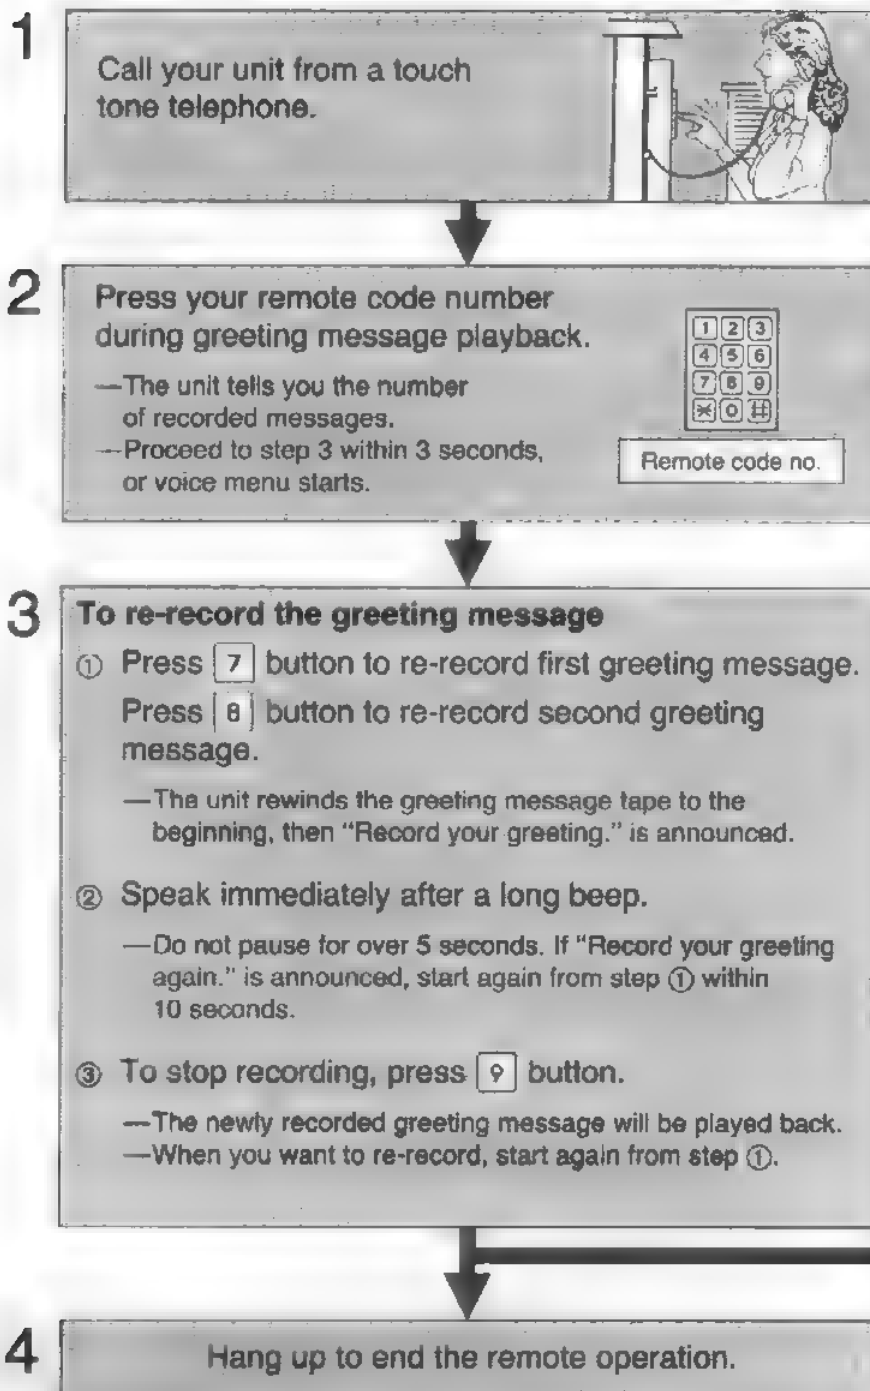 1
Call your unit from a touch
tone telephone.
2
Press your remote code number
during greeting message playback.
—The unit tells you the number
of recorded messages.
—Proceed to step 3 within 3 seconds,
or voice menu starts.
1 2 3
4 5 6
7 8 9
* 0 #
Remote code no.
3
To re-record the greeting message
① Press 7 button to re-record first greeting message.
Press 8 button to re-record second greeting
message.
—The unit rewinds the greeting message tape to the
beginning, then “Record your greeting.” is announced.
② Speak immediately after a long beep.
—Do not pause for over 5 seconds. If “Record your greeting
again.” is announced, start again from step ① within
10 seconds.
③ To stop recording, press 9 button.
—The newly recorded greeting message will be played back.
—When you want to re-record, start again from step ①.
4
Hang up to end the remote operation.